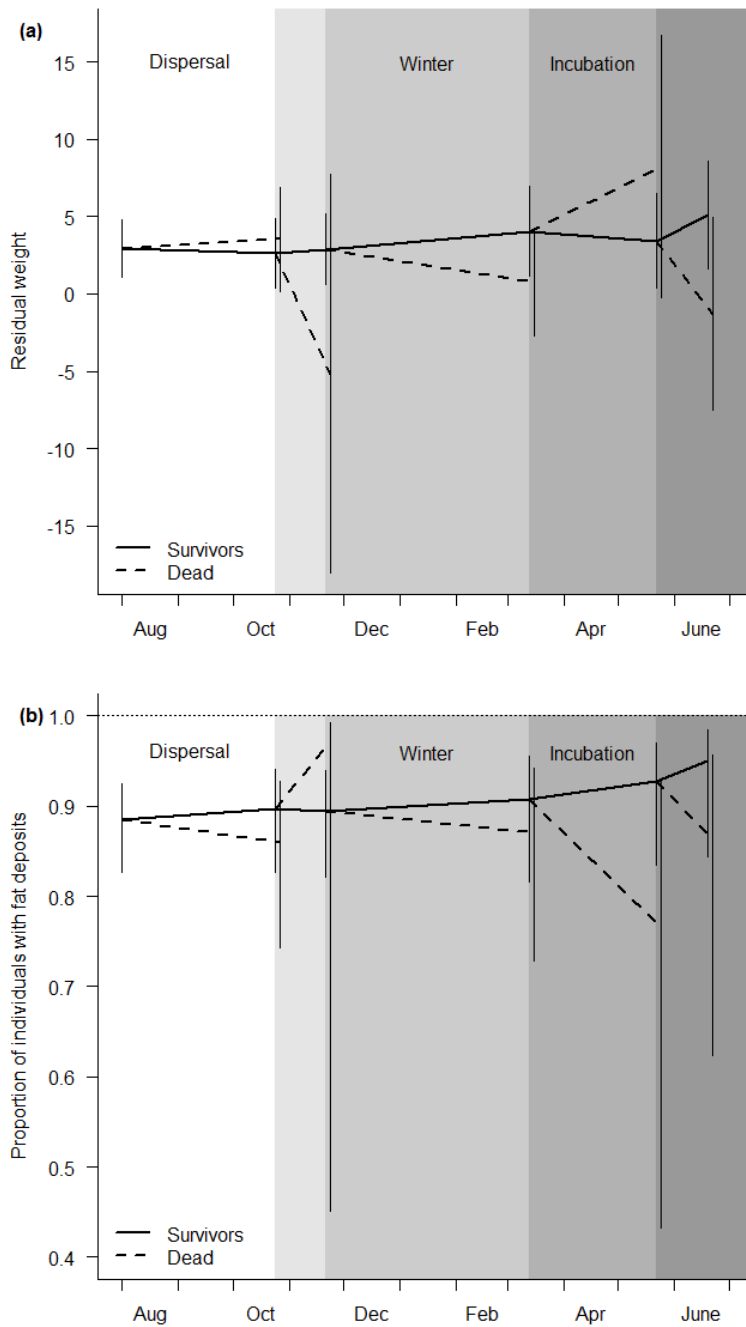 (a)
Dispersal
Winter
Incubation
15
10
5
0
-5
-10
-15
Residual weight
Survivors
Dead
Aug
Oct
Dec
Feb
Apr
June
(b)
1.0
Dispersal
Winter
Incubation
0.9
0.8
0.7
0.6
0.5
0.4
Proportion of individuals with fat deposits
Survivors
Dead
Aug
Oct
Dec
Feb
Apr
June